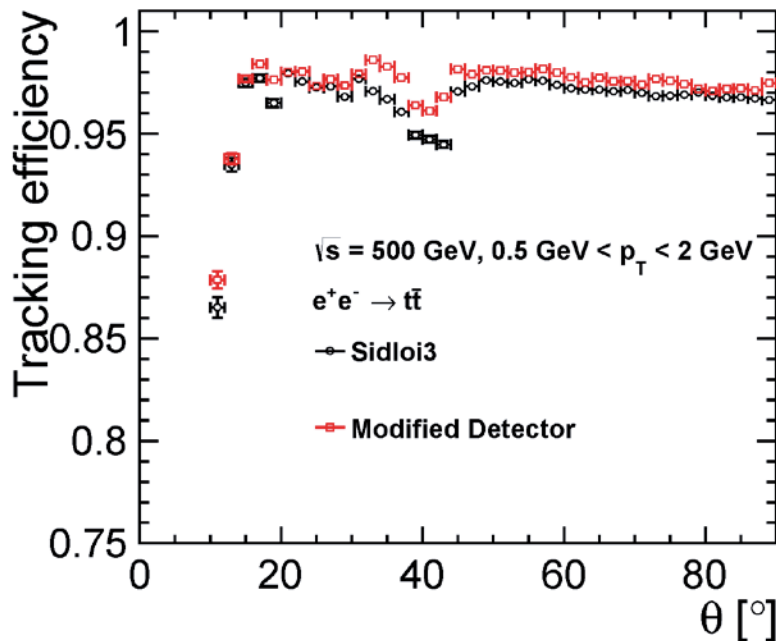 Tracking efficiency
1
0.95
0.9
0.85
0.8
0.75
√s = 500 GeV, 0.5 GeV < p_T < 2 GeV
e⁺e⁻ → tt̄
Sidloi3
Modified Detector
0 20 40 60 80
θ [°]